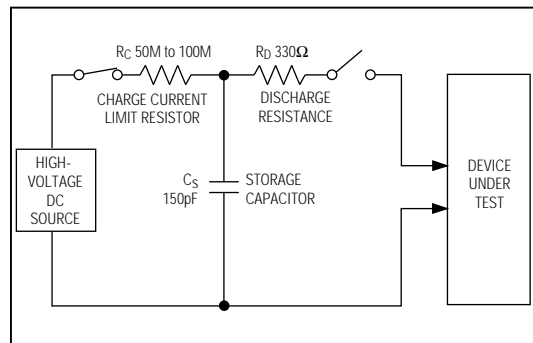 RC 50M to 100M
CHARGE CURRENT
LIMIT RESISTOR
RD 330Ω
DISCHARGE
RESISTANCE
HIGH-
VOLTAGE
DC
SOURCE
CS
150pF
STORAGE
CAPACITOR
DEVICE
UNDER
TEST